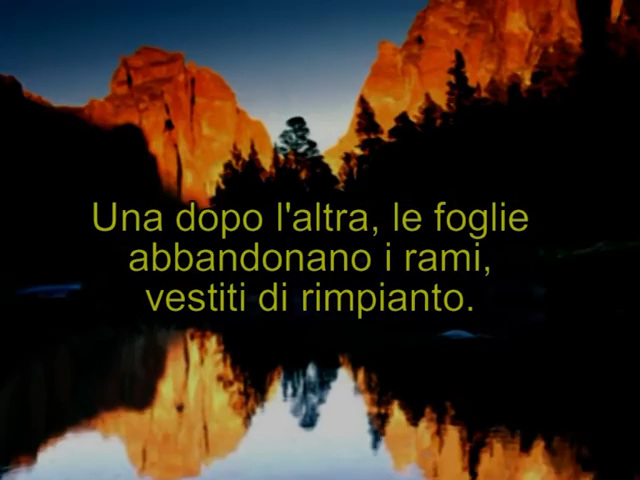 Una dopo l'altra, le foglie
abbandonano i rami,
vestiti di rimpianto.